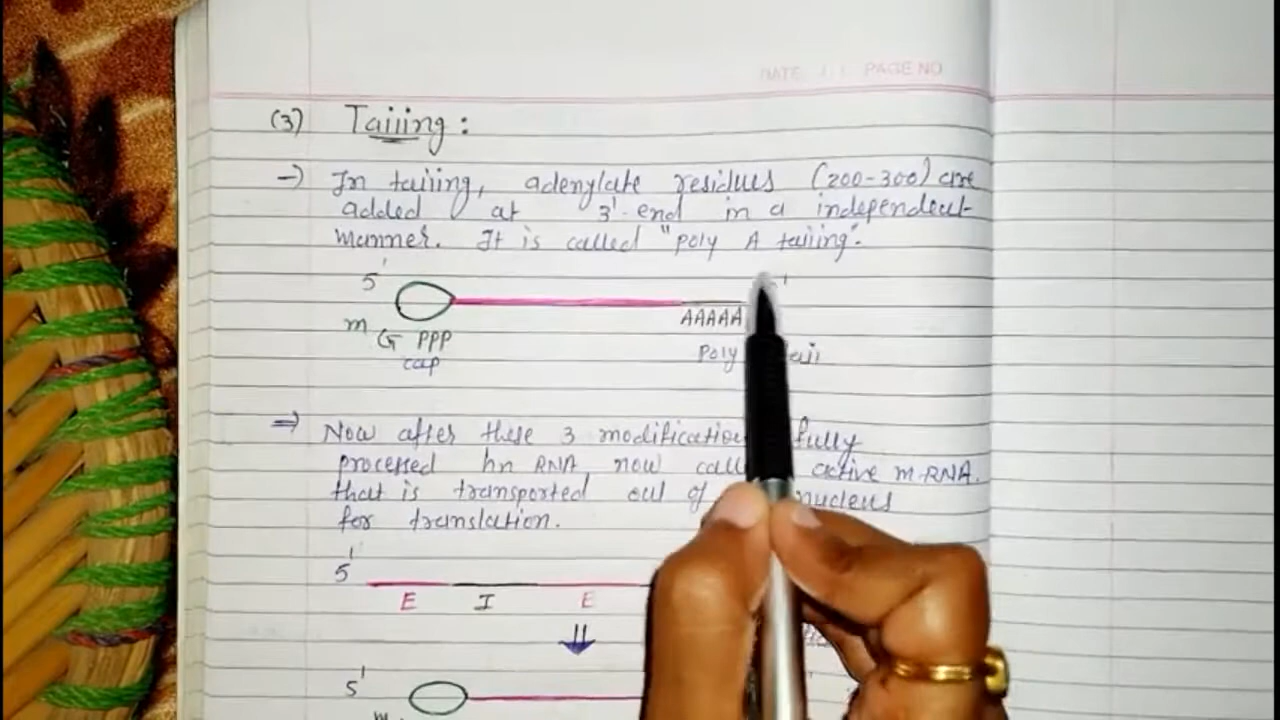 DATE / / PAGE NO
(3) Tailing :
→ In tailing, adenylate residues (200-300) are
added at 3'-end in a independent
manner. It is called "poly A tailing".
5' '
m G PPP AAAAA
cap Poly
⇒ Now after these 3 modification fully
processed hn RNA, now active m-RNA.
that is transported out of nucleus
for translation.
5'
E I E
5'
m